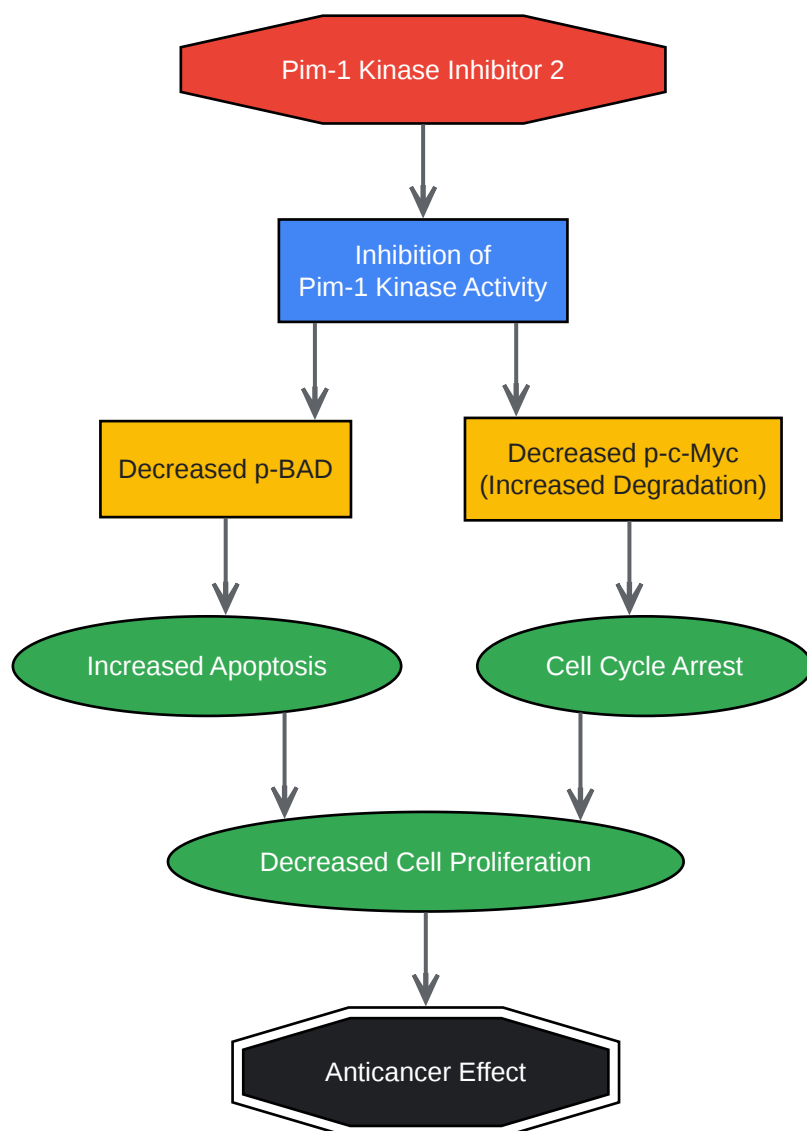 Pim-1 Kinase Inhibitor 2
Inhibition of
Pim-1 Kinase Activity
Decreased p-BAD
Decreased p-c-Myc
(Increased Degradation)
Increased Apoptosis
Cell Cycle Arrest
Decreased Cell Proliferation
Anticancer Effect